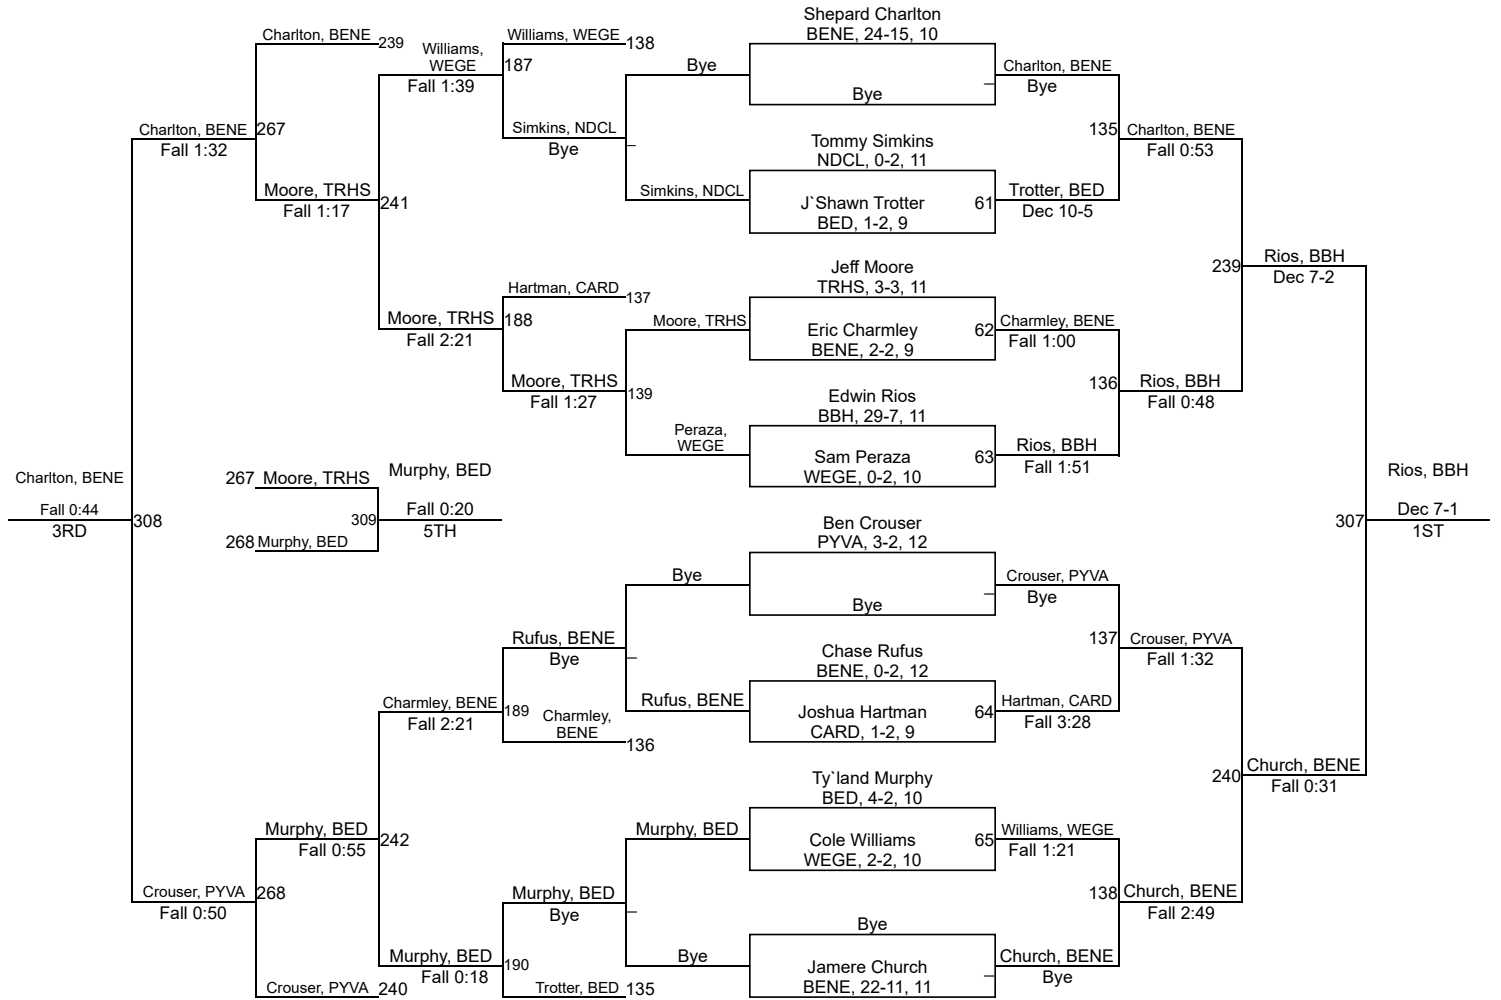 Shepard Charlton
BENE, 24-15, 10
Bye
Tommy Simkins
NDCL, 0-2, 11
J`Shawn Trotter
BED, 1-2, 9
61
Jeff Moore
TRHS, 3-3, 11
Eric Charmley
BENE, 2-2, 9
62
Edwin Rios
BBH, 29-7, 11
Sam Peraza
WEGE, 0-2, 10
63
Ben Crouser
PYVA, 3-2, 12
Bye
Chase Rufus
BENE, 0-2, 12
Joshua Hartman
CARD, 1-2, 9
64
Ty`land Murphy
BED, 4-2, 10
Cole Williams
WEGE, 2-2, 10
65
Bye
Jamere Church
BENE, 22-11, 11
Charlton, BENE
Bye
135
Trotter, BED
Dec 10-5
Charmley, BENE
Fall 1:00
136
Rios, BBH
Fall 1:51
Crouser, PYVA
Bye
137
Hartman, CARD
Fall 3:28
Williams, WEGE
Fall 1:21
138
Church, BENE
Bye
Charlton, BENE
Fall 0:53
239
Rios, BBH
Fall 0:48
Crouser, PYVA
Fall 1:32
240
Church, BENE
Fall 2:49
Rios, BBH
Dec 7-2
307
Church, BENE
Fall 0:31
Rios, BBH
Dec 7-1
1ST
Bye
Simkins, NDCL
Moore, TRHS
139
Peraza,
WEGE
Bye
Rufus, BENE
Murphy, BED
Bye
Williams, WEGE
138
187
Simkins, NDCL
Bye
Hartman, CARD
137
188
Moore, TRHS
Fall 1:27
Rufus, BENE
Bye
189
Charmley,
BENE
136
Murphy, BED
Bye
190
Trotter, BED
135
Williams,
WEGE
Fall 1:39
241
Moore, TRHS
Fall 2:21
Charmley, BENE
Fall 2:21
242
Murphy, BED
Fall 0:18
Charlton, BENE
239
267
Moore, TRHS
Fall 1:17
Murphy, BED
Fall 0:55
268
Crouser, PYVA
240
Charlton, BENE
Fall 1:32
308
Crouser, PYVA
Fall 0:50
Charlton, BENE
Fall 0:44
3RD
267
Moore, TRHS
309
268
Murphy, BED
Murphy, BED
Fall 0:20
5TH